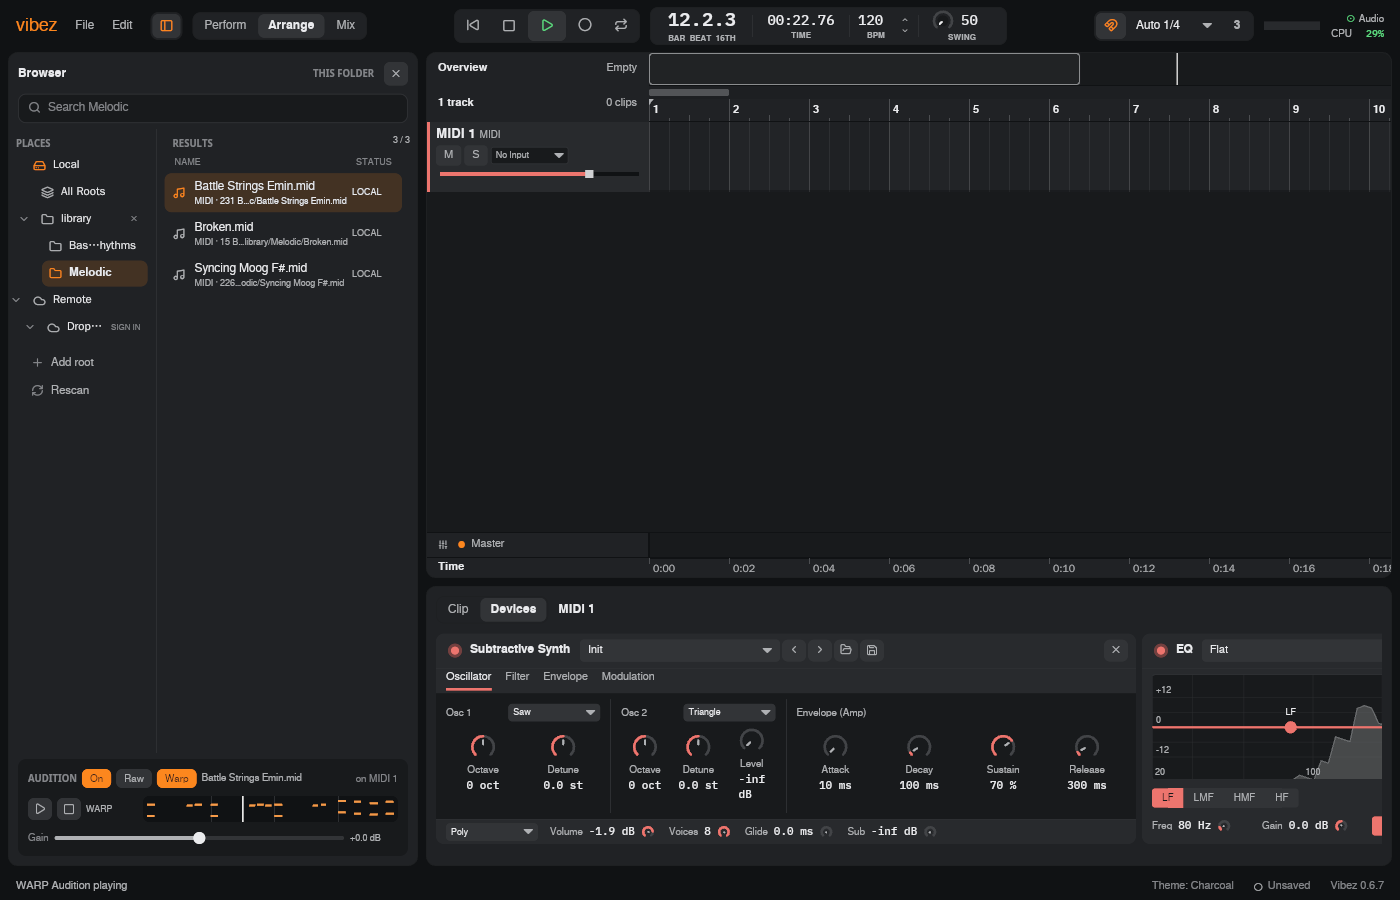 vibez File Edit Perform Arrange Mix
12.2.3 00:22.76 120 50
BAR BEAT 16TH TIME BPM SWING
Auto 1/4 3
Audio
CPU 29%
Browser THIS FOLDER
Search Melodic
PLACES
Local
All Roots
library
Bas···hythms
Melodic
Remote
Drop··· SIGN IN
Add root
Rescan
RESULTS 3 / 3
NAME STATUS
Battle Strings Emin.mid LOCAL
MIDI · 231 B...c/Battle Strings Emin.mid
Broken.mid LOCAL
MIDI · 15 B...library/Melodic/Broken.mid
Syncing Moog F#.mid LOCAL
MIDI · 226...odic/Syncing Moog F#.mid
AUDITION On Raw Warp Battle Strings Emin.mid on MIDI 1
WARP
Gain +0.0 dB
Overview Empty
1 track 0 clips
1 2 3 4 5 6 7 8 9 10
MIDI 1 MIDI
M S No Input
Master
Time 0:00 0:02 0:04 0:06 0:08 0:10 0:12 0:14 0:16
Clip Devices MIDI 1
Subtractive Synth Init
Oscillator Filter Envelope Modulation
Osc 1 Saw Osc 2 Triangle Envelope (Amp)
Octave Detune Octave Detune Level Attack Decay Sustain Release
0 oct 0.0 st 0 oct 0.0 st -inf dB 10 ms 100 ms 70 % 300 ms
Poly Volume -1.9 dB Voices 8 Glide 0.0 ms Sub -inf dB
EQ Flat
+12
LF
0
-12
20 100
LF LMF HMF HF
Freq 80 Hz Gain 0.0 dB
WARP Audition playing Theme: Charcoal Unsaved Vibez 0.6.7